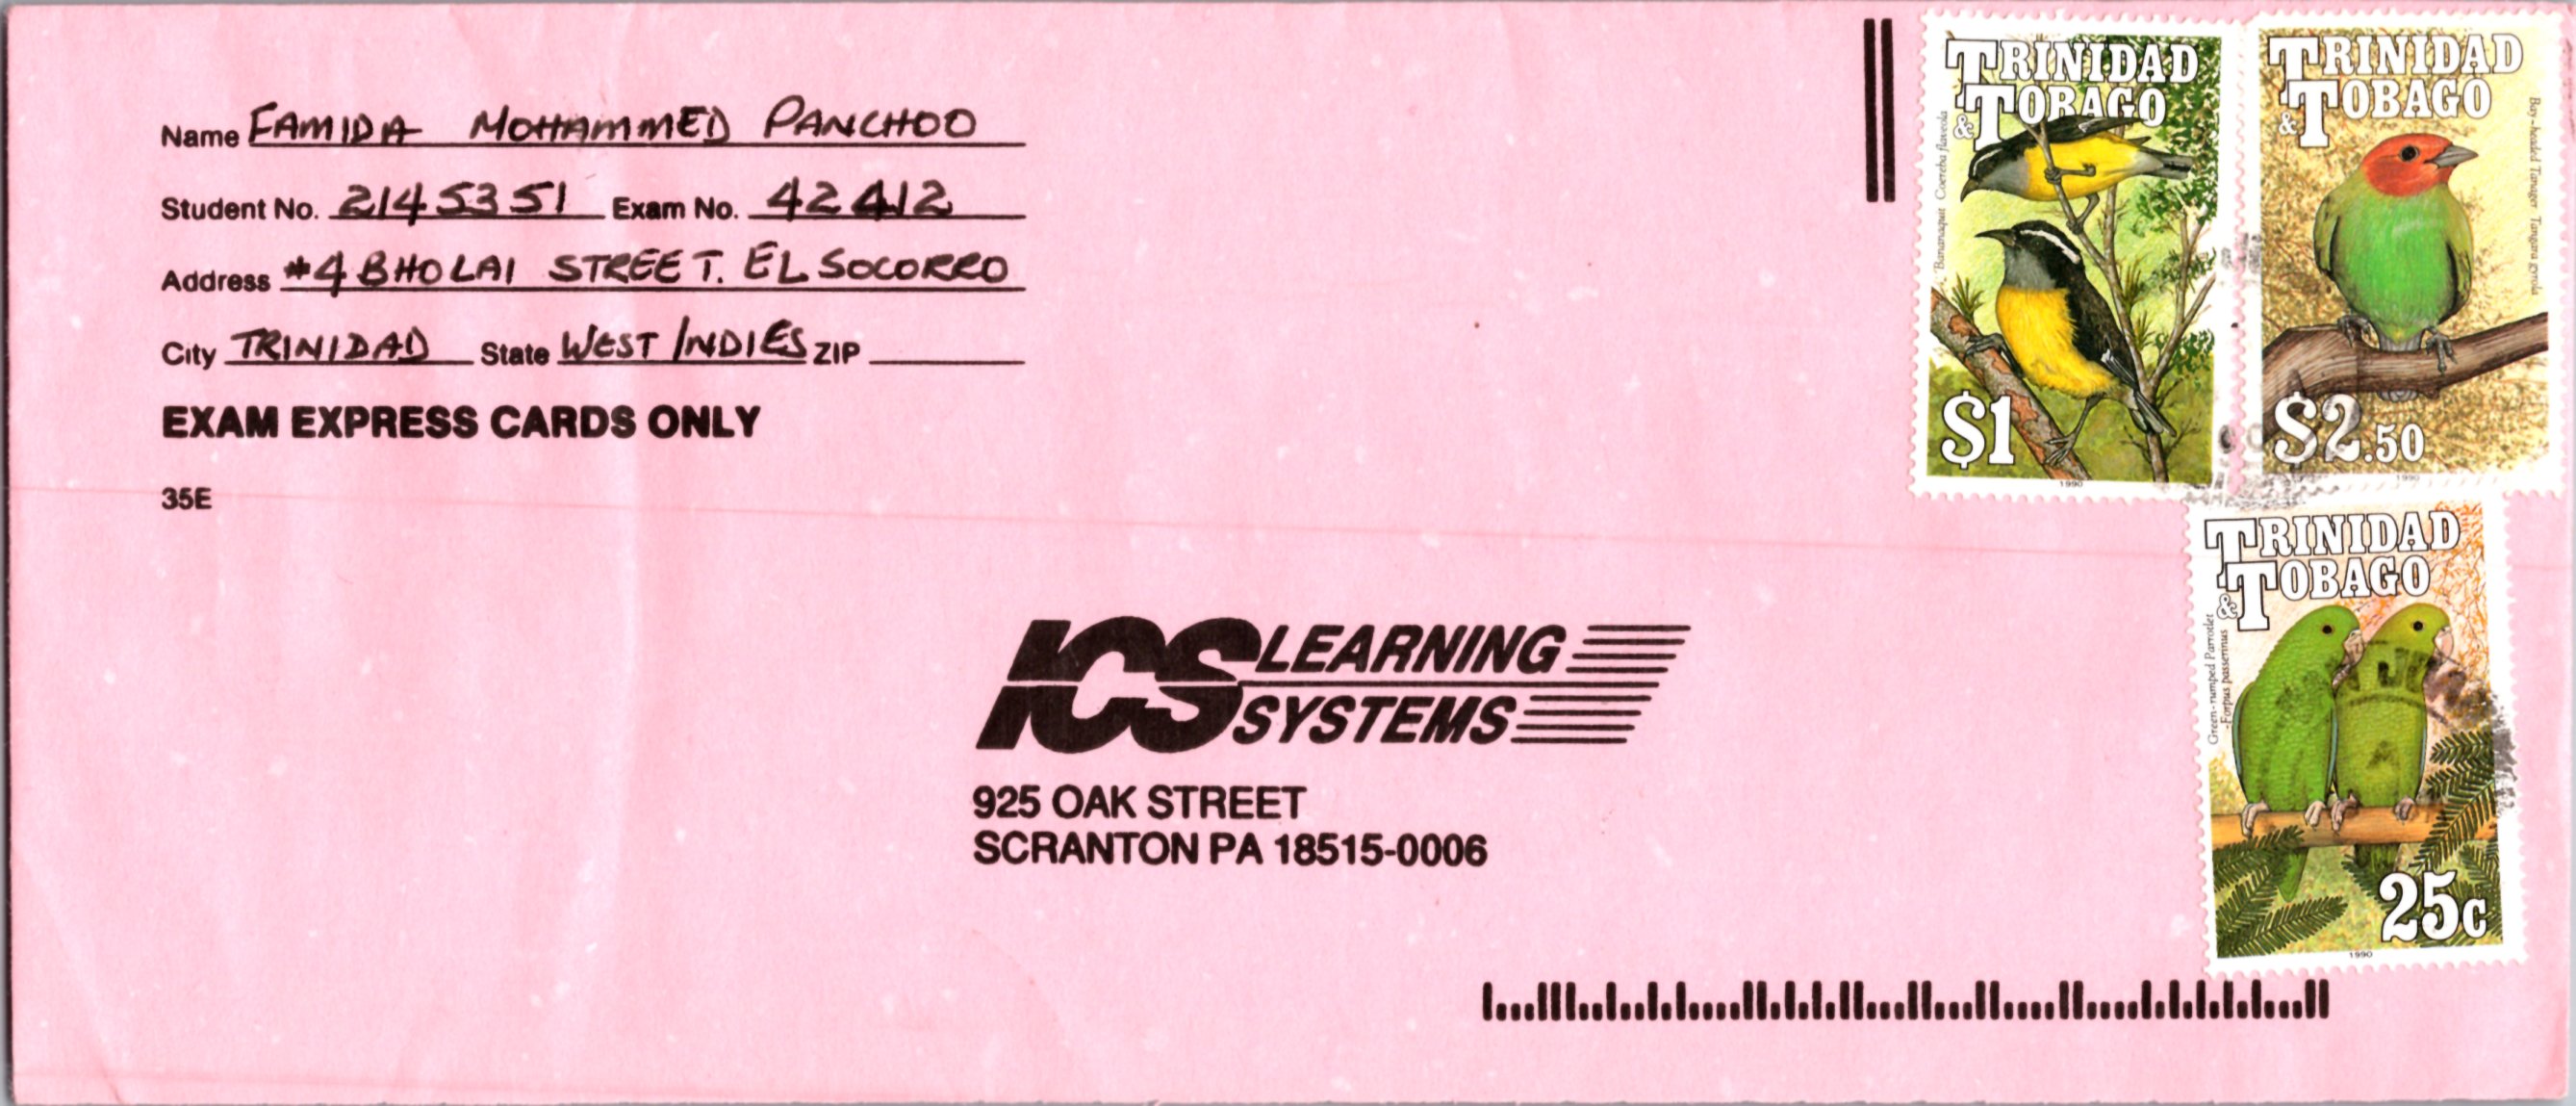 Name FAMIDA MOHAMMED PANCHOO
Student No. 2145351 Exam No. 42412
Address #4 BHOLAI STREET. EL SOCORRO
City TRINIDAD State WEST INDIES ZIP
EXAM EXPRESS CARDS ONLY
35E
TRINIDAD
& TOBAGO
Bananaquit Coereba flaveola
$1
1990
TRINIDAD
& TOBAGO
Bay-headed Tanager Tangara gyrola
$2.50
1990
TRINIDAD
& TOBAGO
Green-rumped Parrotlet
-Forpus passerinus
25c
1990
ICS LEARNING
SYSTEMS
925 OAK STREET
SCRANTON PA 18515-0006